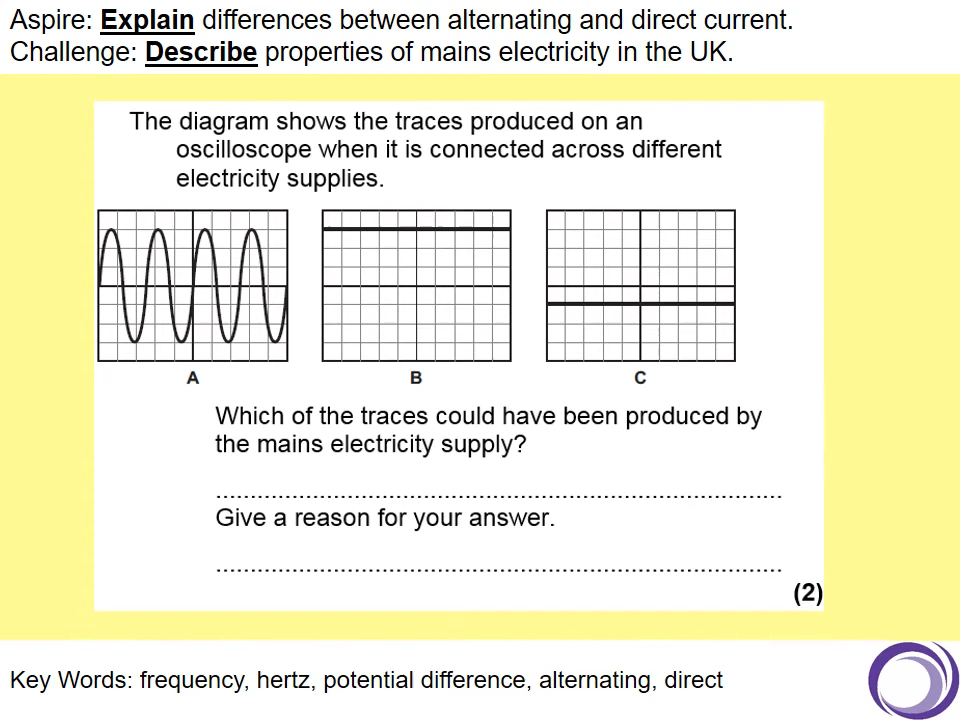 Aspire: Explain differences between alternating and direct current.
Challenge: Describe properties of mains electricity in the UK.
The diagram shows the traces produced on an
oscilloscope when it is connected across different
electricity supplies.
A B C
Which of the traces could have been produced by
the mains electricity supply?
...................................................................................
Give a reason for your answer.
...................................................................................
(2)
Key Words: frequency, hertz, potential difference, alternating, direct